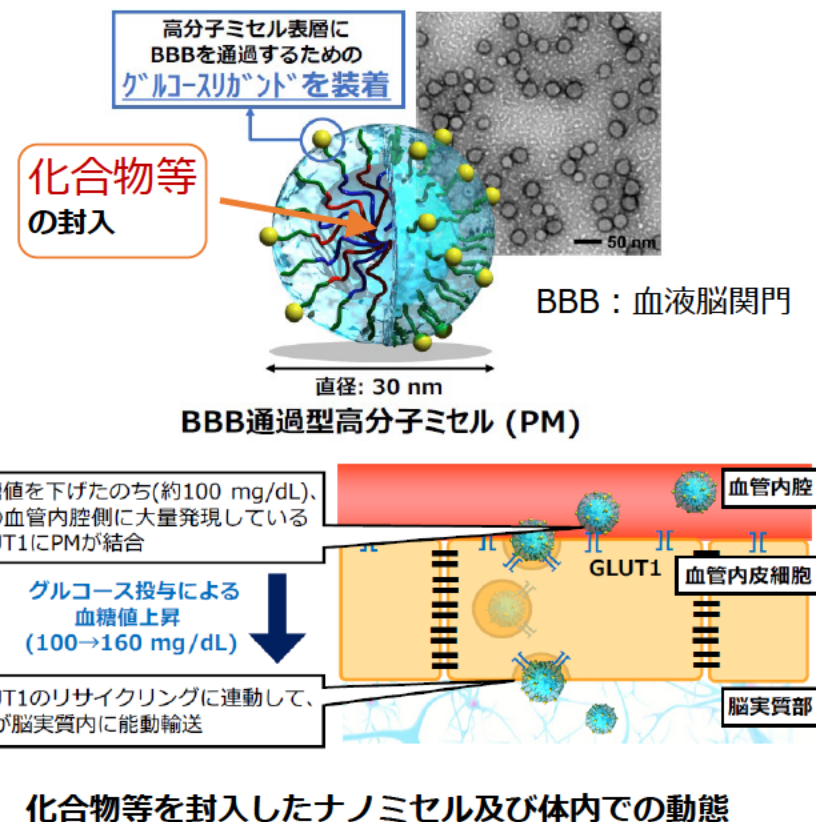 高分子ミセル表層に
BBBを通過するための
グルコースリガンドを装着
化合物等
の封入
50 nm
BBB：血液脳関門
直径: 30 nm
BBB通過型高分子ミセル (PM)
値を下げたのち(約100 mg/dL)、
血管内腔側に大量発現している
UT1にPMが結合
血管内腔
GLUT1
血管内皮細胞
グルコース投与による
血糖値上昇
(100→160 mg/dL)
UT1のリサイクリングに連動して、
が脳実質内に能動輸送
脳実質部
化合物等を封入したナノミセル及び体内での動態